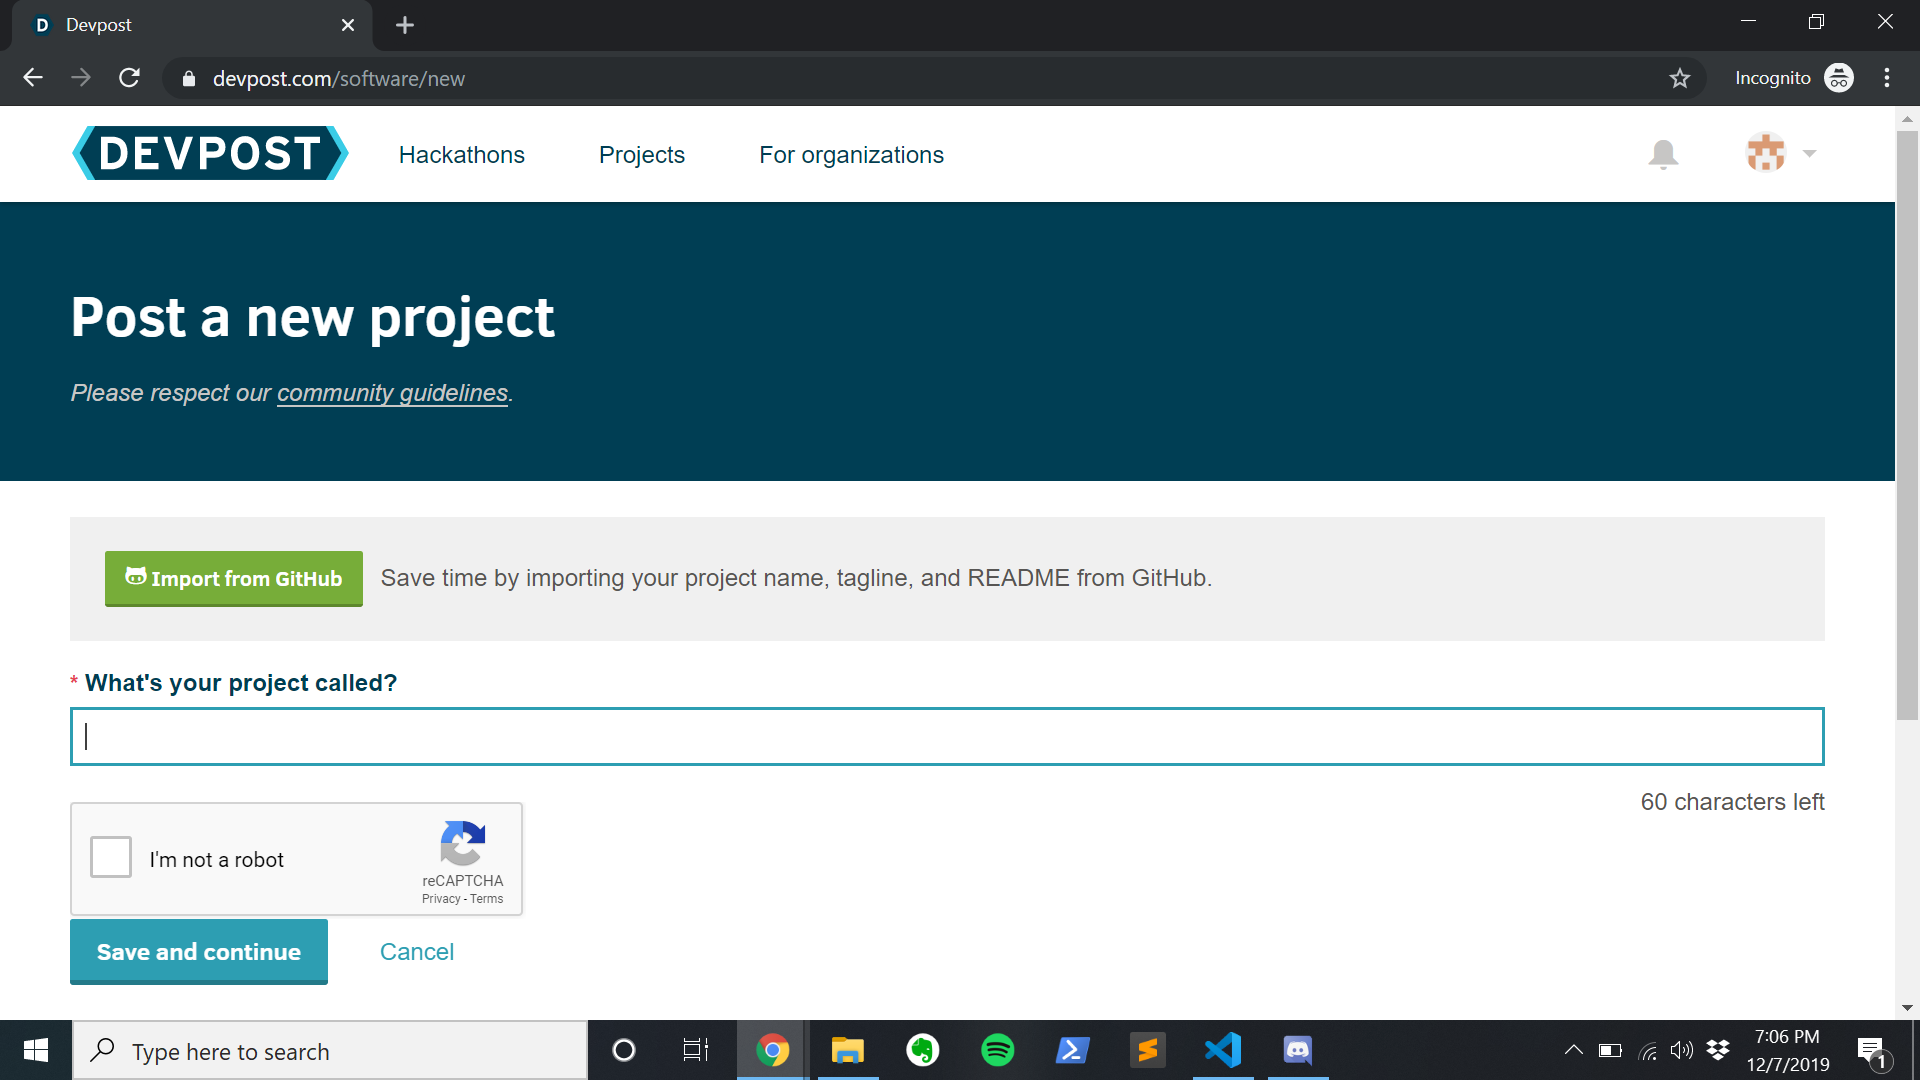 D Devpost
devpost.com/software/new
Incognito
DEVPOST
Hackathons
Projects
For organizations
Post a new project
Please respect our community guidelines.
Import from GitHub
Save time by importing your project name, tagline, and README from GitHub.
* What's your project called?
60 characters left
I'm not a robot
reCAPTCHA
Privacy - Terms
Save and continue
Cancel
Type here to search
7:06 PM
12/7/2019
1